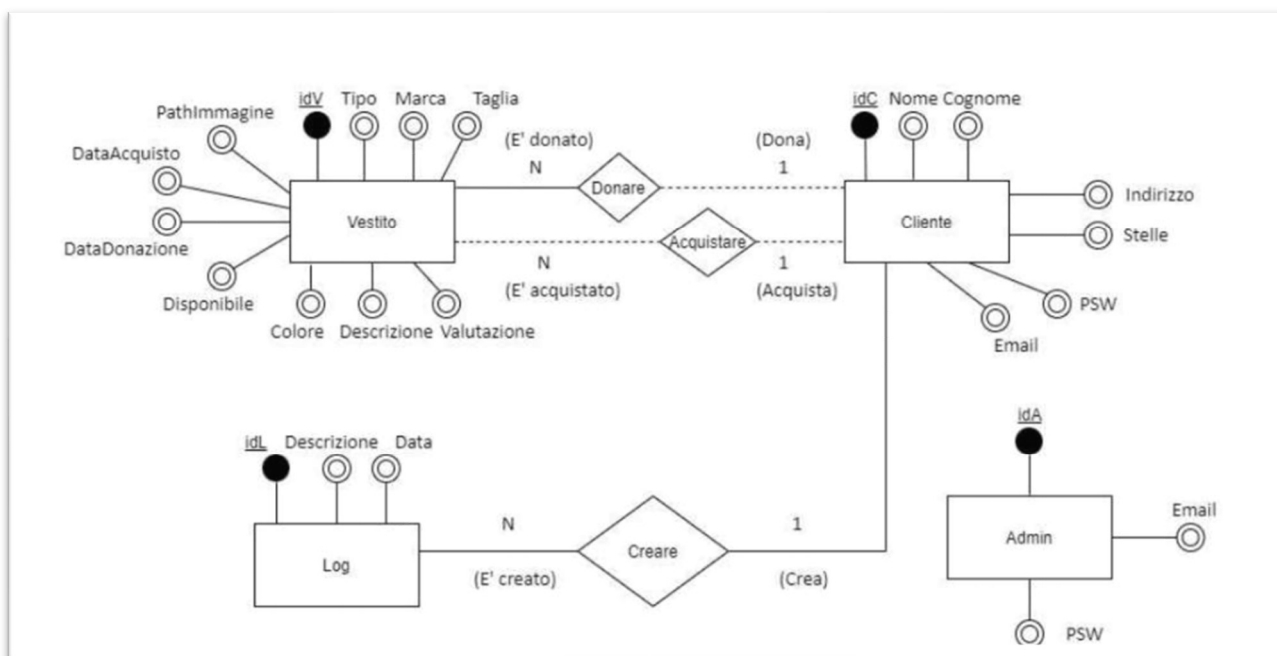 idV Tipo Marca Taglia
PathImmagine
DataAcquisto
DataDonazione
Disponibile
Vestito
Colore Descrizione Valutazione
(E' donato)
N
Donare
(Dona)
1
Acquistare
N
(E' acquistato)
1
(Acquista)
idC Nome Cognome
Cliente
Indirizzo
Stelle
PSW
Email
idL Descrizione Data
Log
N
(E' creato)
Creare
1
(Crea)
idA
Admin
Email
PSW